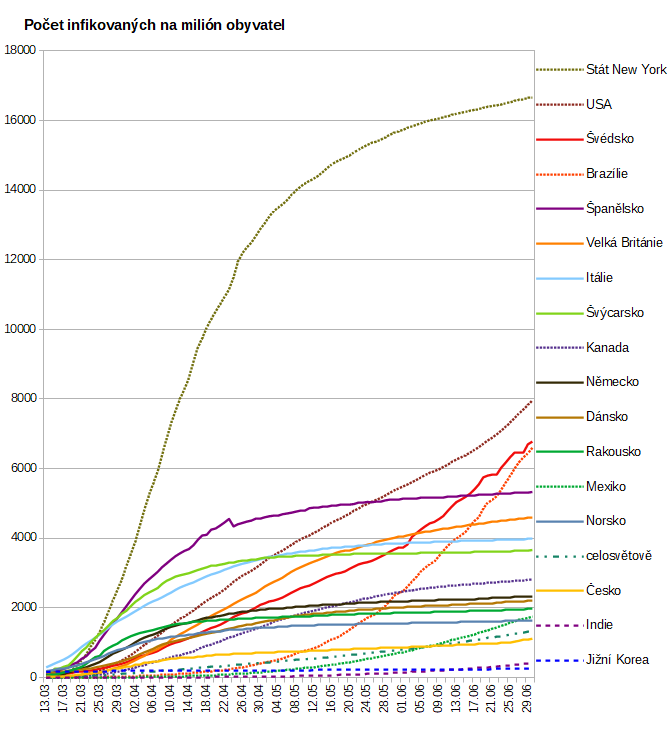 Počet infikovaných na milión obyvatel
18000
16000
14000
12000
10000
8000
6000
4000
2000
0
13.03
17.03
21.03
25.03
29.03
02.04
06.04
10.04
14.04
18.04
22.04
26.04
30.04
04.05
08.05
12.05
16.05
20.05
24.05
28.05
01.06
05.06
09.06
13.06
17.06
21.06
25.06
29.06
Stát New York
USA
Švédsko
Brazílie
Španělsko
Velká Británie
Itálie
Švýcarsko
Kanada
Německo
Dánsko
Rakousko
Mexiko
Norsko
celosvětově
Česko
Indie
Jižní Korea